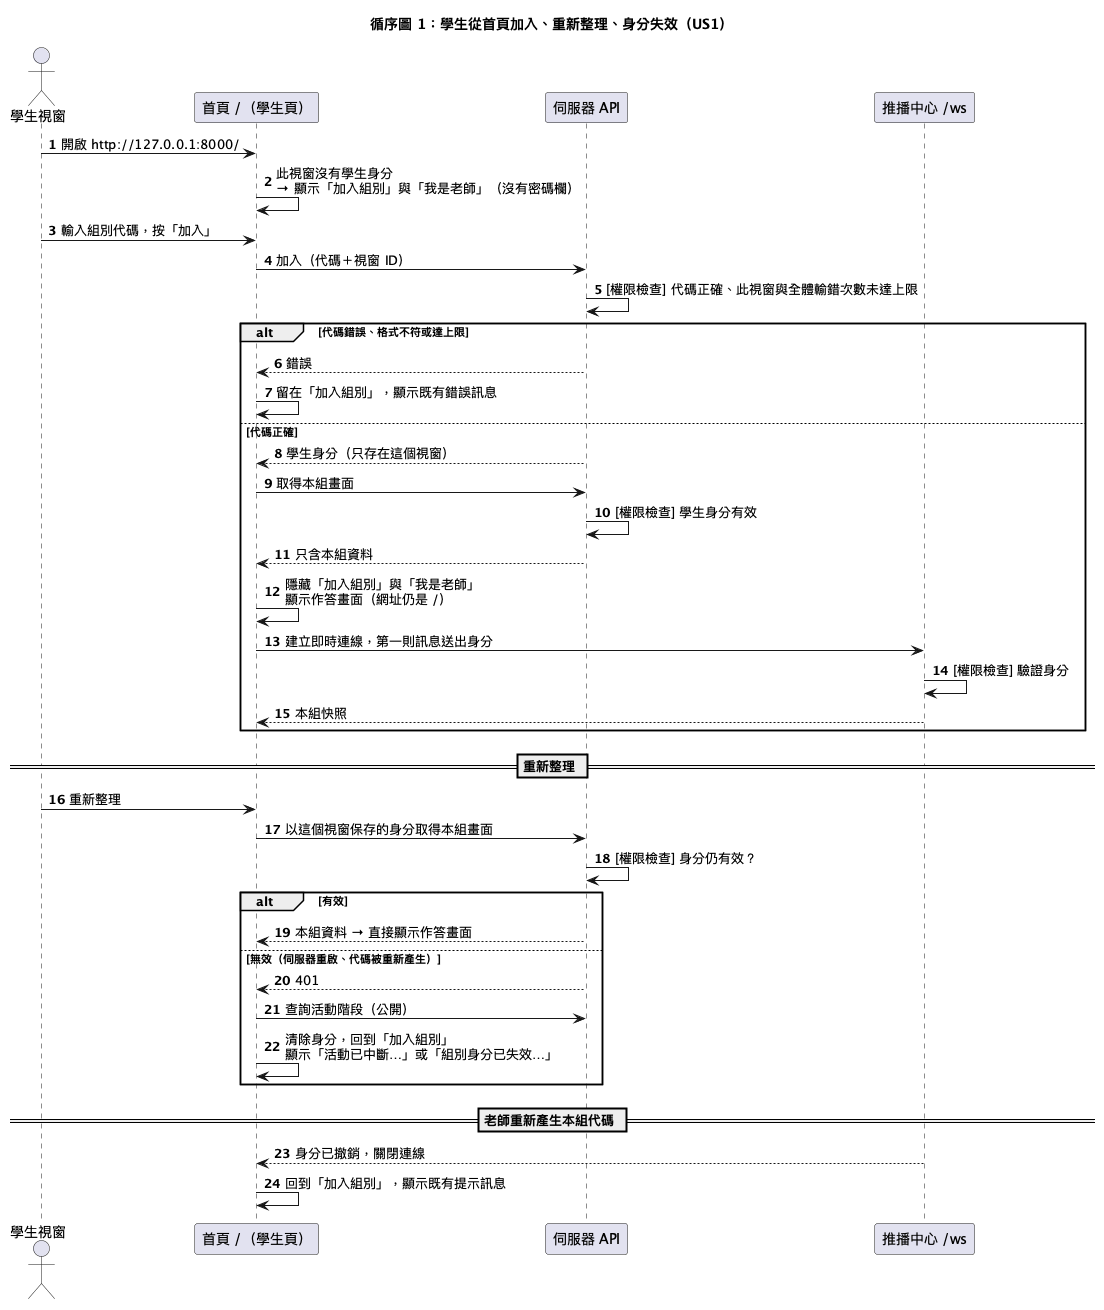 循序圖 1：學生從首頁加入、重新整理、身分失效（US1）
學生視窗
首頁 /（學生頁）
伺服器 API
推播中心 /ws
1 開啟 http://127.0.0.1:8000/
2 此視窗沒有學生身分
→ 顯示「加入組別」與「我是老師」（沒有密碼欄）
3 輸入組別代碼，按「加入」
4 加入（代碼＋視窗 ID）
5 [權限檢查] 代碼正確、此視窗與全體輸錯次數未達上限
alt [代碼錯誤、格式不符或達上限]
6 錯誤
7 留在「加入組別」，顯示既有錯誤訊息
[代碼正確]
8 學生身分（只存在這個視窗）
9 取得本組畫面
10 [權限檢查] 學生身分有效
11 只含本組資料
12 隱藏「加入組別」與「我是老師」
顯示作答畫面（網址仍是 /）
13 建立即時連線，第一則訊息送出身分
14 [權限檢查] 驗證身分
15 本組快照
重新整理
16 重新整理
17 以這個視窗保存的身分取得本組畫面
18 [權限檢查] 身分仍有效？
alt [有效]
19 本組資料 → 直接顯示作答畫面
[無效（伺服器重啟、代碼被重新產生）]
20 401
21 查詢活動階段（公開）
22 清除身分，回到「加入組別」
顯示「活動已中斷…」或「組別身分已失效…」
老師重新產生本組代碼
23 身分已撤銷，關閉連線
24 回到「加入組別」，顯示既有提示訊息
學生視窗
首頁 /（學生頁）
伺服器 API
推播中心 /ws